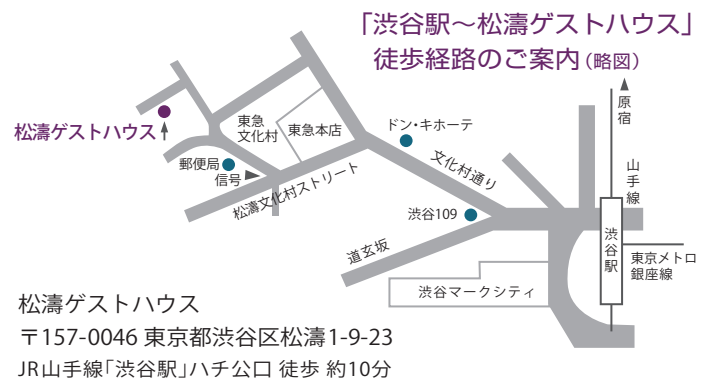 「渋谷駅～松濤ゲストハウス」
徒歩経路のご案内(略図)
原宿
山手線
ドン・キホーテ
東急
文化村
東急本店
松濤ゲストハウス
郵便局
信号
文化村通り
松濤文化村ストリート
渋谷109
道玄坂
渋谷駅
東京メトロ
銀座線
渋谷マークシティ
松濤ゲストハウス
〒157-0046 東京都渋谷区松濤1-9-23
JR山手線「渋谷駅」ハチ公口 徒歩 約10分